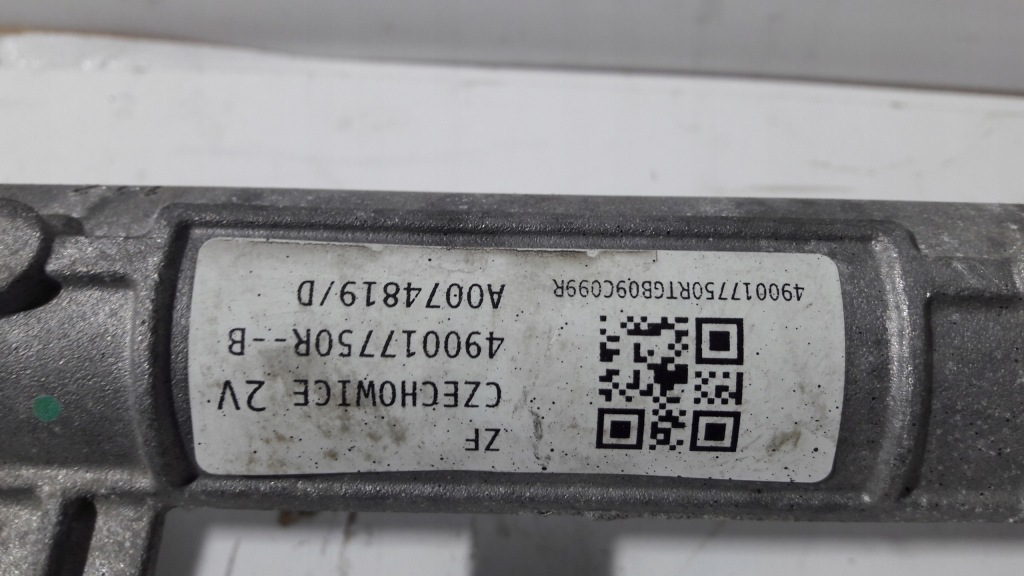 ZF
CZECHOWICE 2V
490017750R--B
A0074819/D
490017750RTGB09C099R